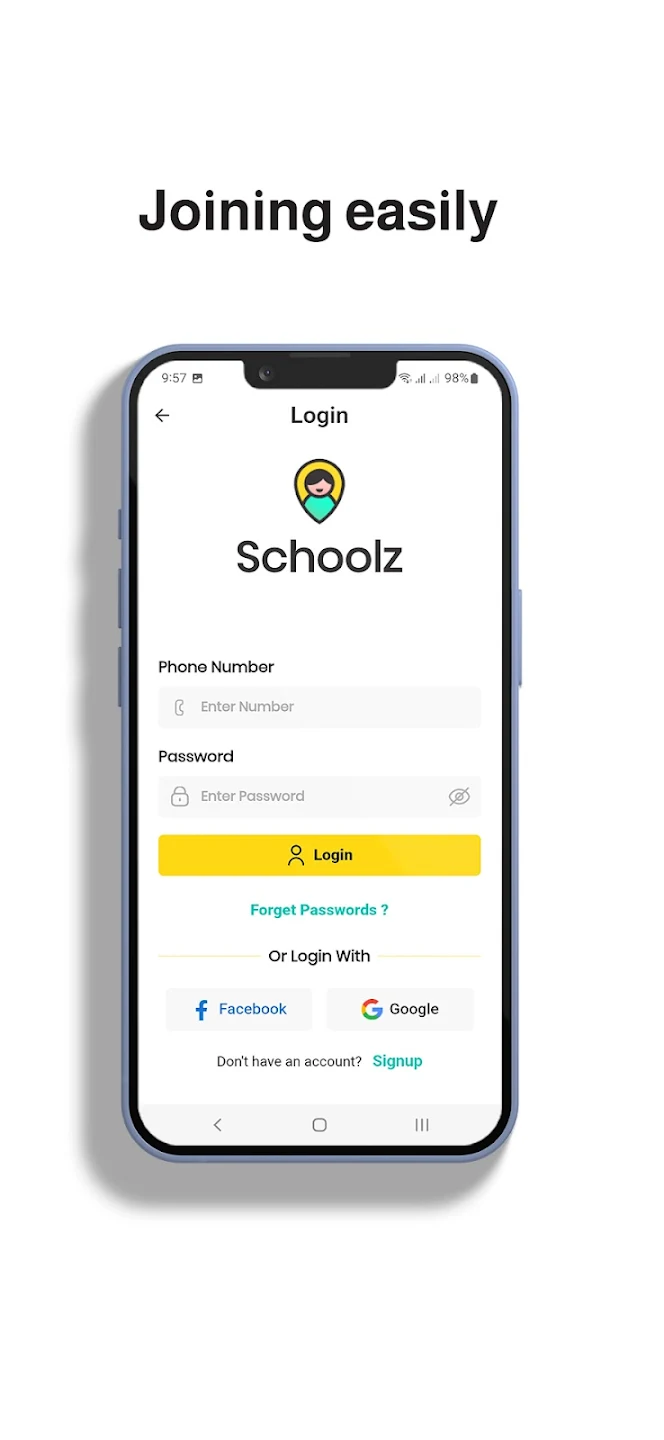 Joining easily
9:57 98%
Login
Schoolz
Phone Number
Enter Number
Password
Enter Password
Login
Forget Passwords ?
Or Login With
Facebook Google
Don't have an account? Signup